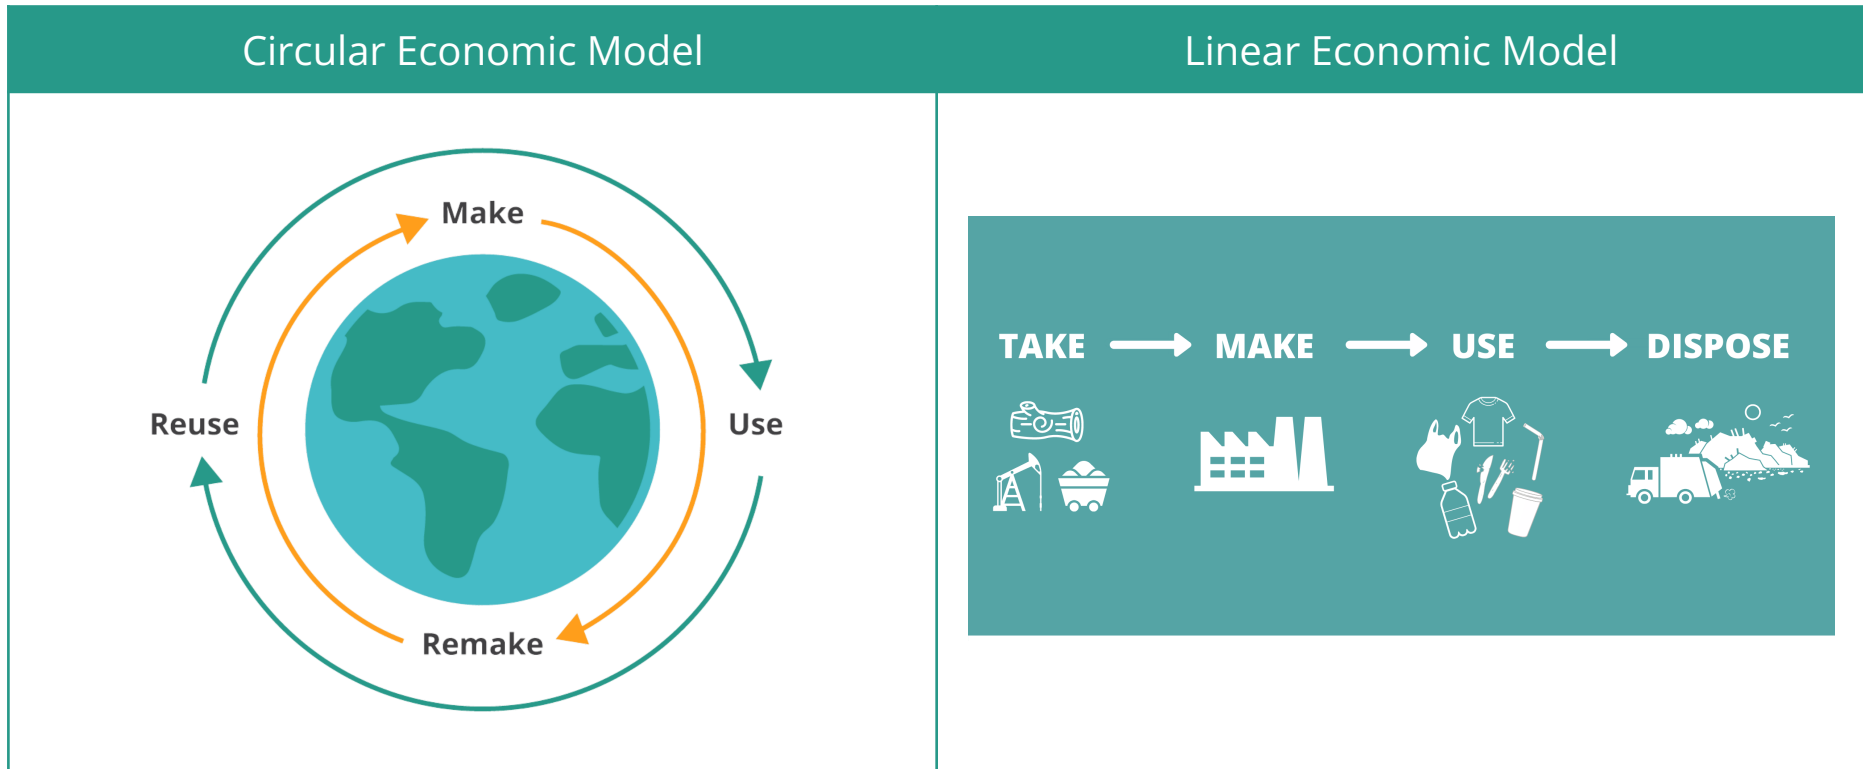 Circular Economic Model
Linear Economic Model
Make
Reuse
Use
Remake
TAKE
MAKE
USE
DISPOSE